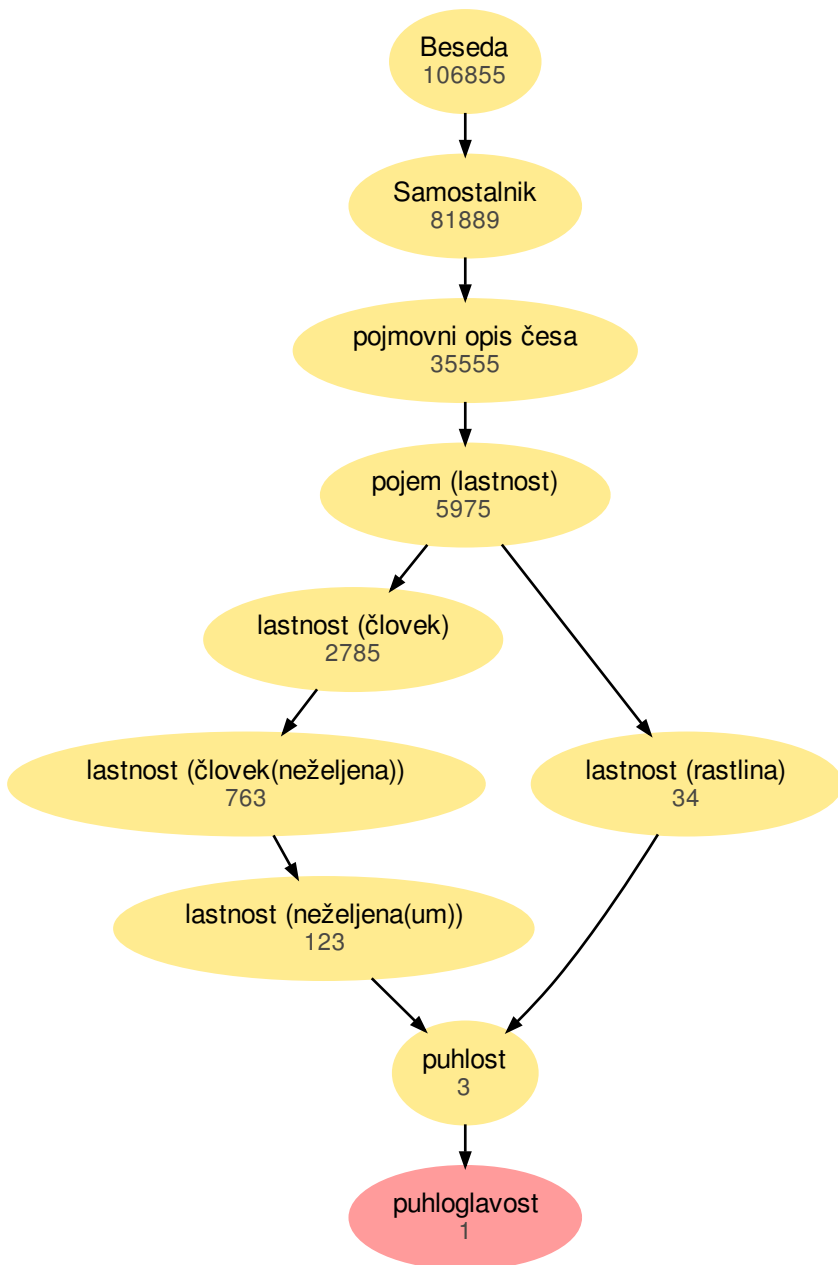 Beseda
106855
Samostalnik
81889
pojmovni opis česa
35555
pojem (lastnost)
5975
lastnost (človek)
2785
lastnost (človek(neželjena))
763
lastnost (rastlina)
34
lastnost (neželjena(um))
123
puhlost
3
puhloglavost
1